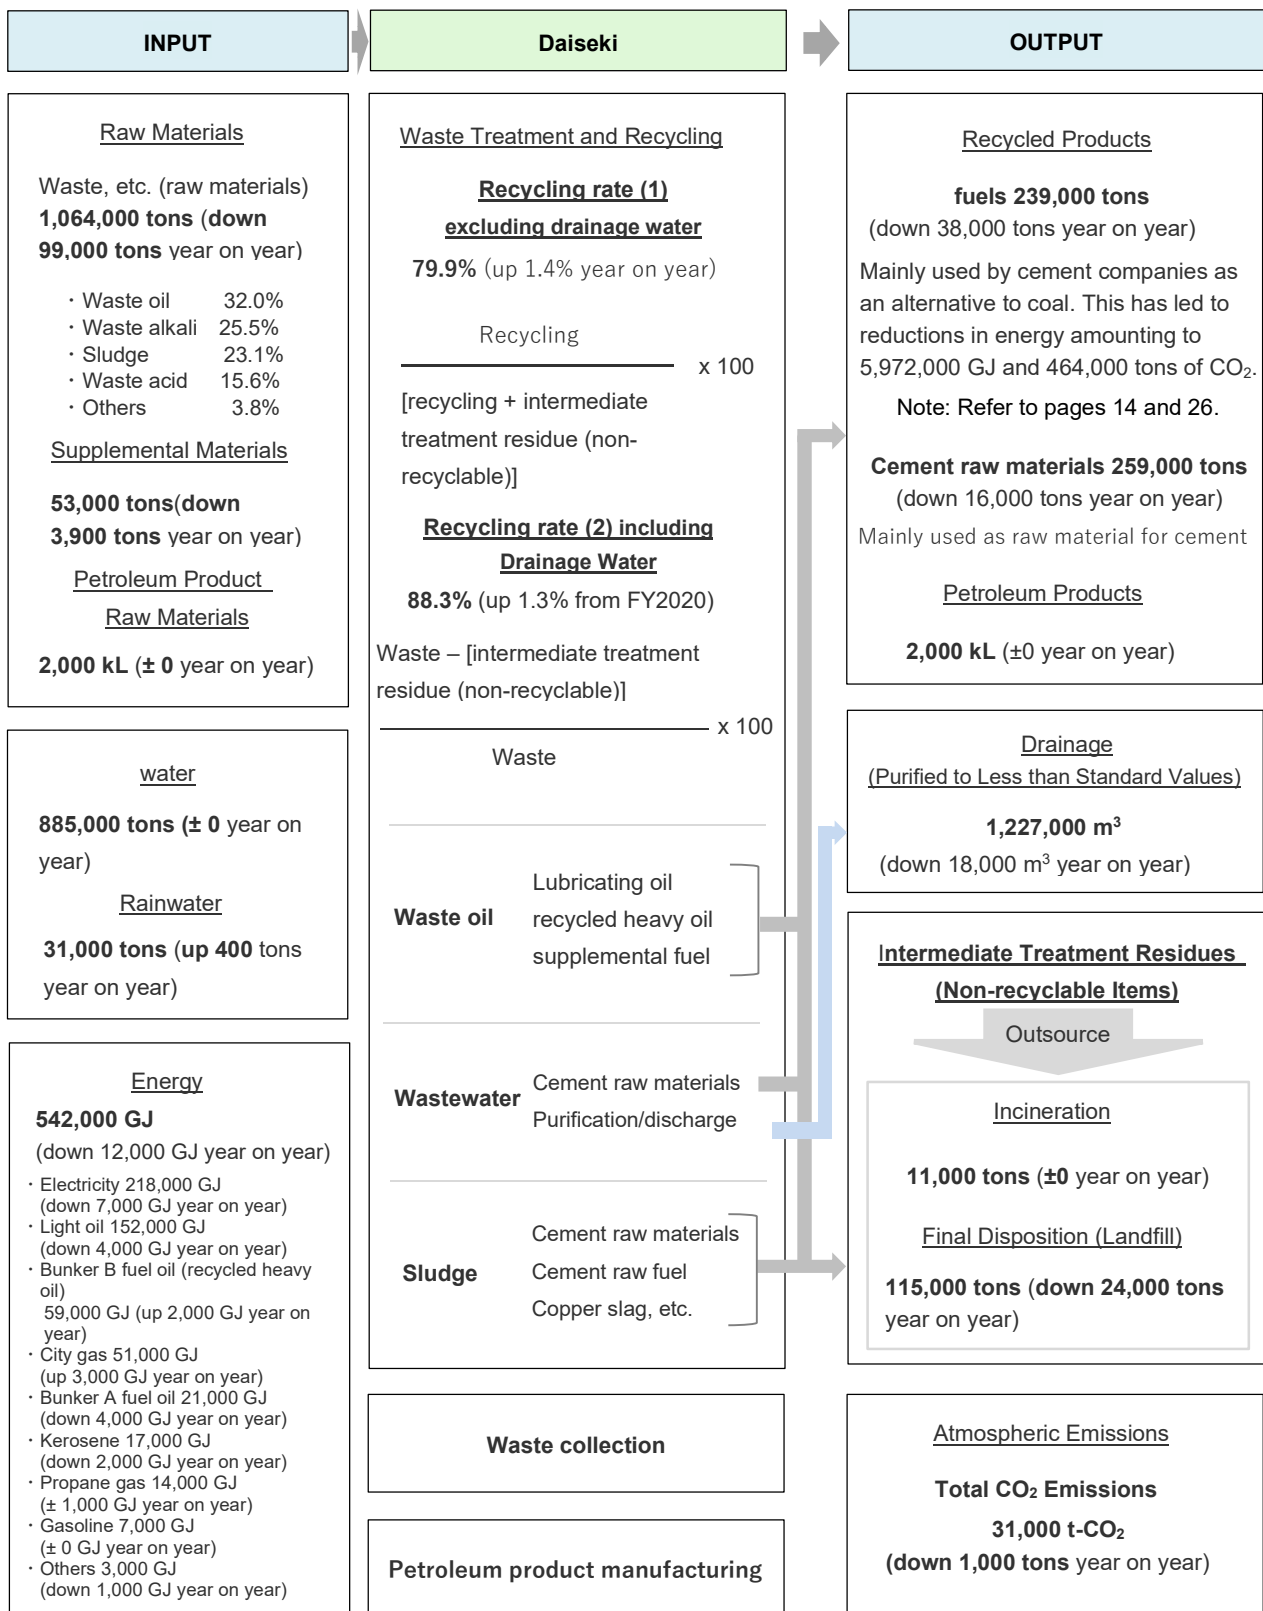 INPUT
Daiseki
OUTPUT
Raw Materials
Waste, etc. (raw materials)
1,064,000 tons (down
99,000 tons year on year)
・Waste oil 32.0%
・Waste alkali 25.5%
・Sludge 23.1%
・Waste acid 15.6%
・Others 3.8%
Supplemental Materials
53,000 tons(down
3,900 tons year on year)
Petroleum Product
Raw Materials
2,000 kL (± 0 year on year)
water
885,000 tons (± 0 year on
year)
Rainwater
31,000 tons (up 400 tons
year on year)
Energy
542,000 GJ
(down 12,000 GJ year on year)
・Electricity 218,000 GJ
(down 7,000 GJ year on year)
・Light oil 152,000 GJ
(down 4,000 GJ year on year)
・Bunker B fuel oil (recycled heavy
oil)
59,000 GJ (up 2,000 GJ year on
year)
・City gas 51,000 GJ
(up 3,000 GJ year on year)
・Bunker A fuel oil 21,000 GJ
(down 4,000 GJ year on year)
・Kerosene 17,000 GJ
(down 2,000 GJ year on year)
・Propane gas 14,000 GJ
(± 1,000 GJ year on year)
・Gasoline 7,000 GJ
(± 0 GJ year on year)
・Others 3,000 GJ
(down 1,000 GJ year on year)
Waste Treatment and Recycling
Recycling rate (1)
excluding drainage water
79.9% (up 1.4% year on year)
Recycling
x 100
[recycling + intermediate
treatment residue (non-
recyclable)]
Recycling rate (2) including
Drainage Water
88.3% (up 1.3% from FY2020)
Waste – [intermediate treatment
residue (non-recyclable)]
x 100
Waste
Waste oil
Lubricating oil
recycled heavy oil
supplemental fuel
Wastewater
Cement raw materials
Purification/discharge
Sludge
Cement raw materials
Cement raw fuel
Copper slag, etc.
Waste collection
Petroleum product manufacturing
Recycled Products
fuels 239,000 tons
(down 38,000 tons year on year)
Mainly used by cement companies as
an alternative to coal. This has led to
reductions in energy amounting to
5,972,000 GJ and 464,000 tons of CO₂.
Note: Refer to pages 14 and 26.
Cement raw materials 259,000 tons
(down 16,000 tons year on year)
Mainly used as raw material for cement
Petroleum Products
2,000 kL (±0 year on year)
Drainage
(Purified to Less than Standard Values)
1,227,000 m³
(down 18,000 m³ year on year)
Intermediate Treatment Residues
(Non-recyclable Items)
Outsource
Incineration
11,000 tons (±0 year on year)
Final Disposition (Landfill)
115,000 tons (down 24,000 tons
year on year)
Atmospheric Emissions
Total CO₂ Emissions
31,000 t-CO₂
(down 1,000 tons year on year)